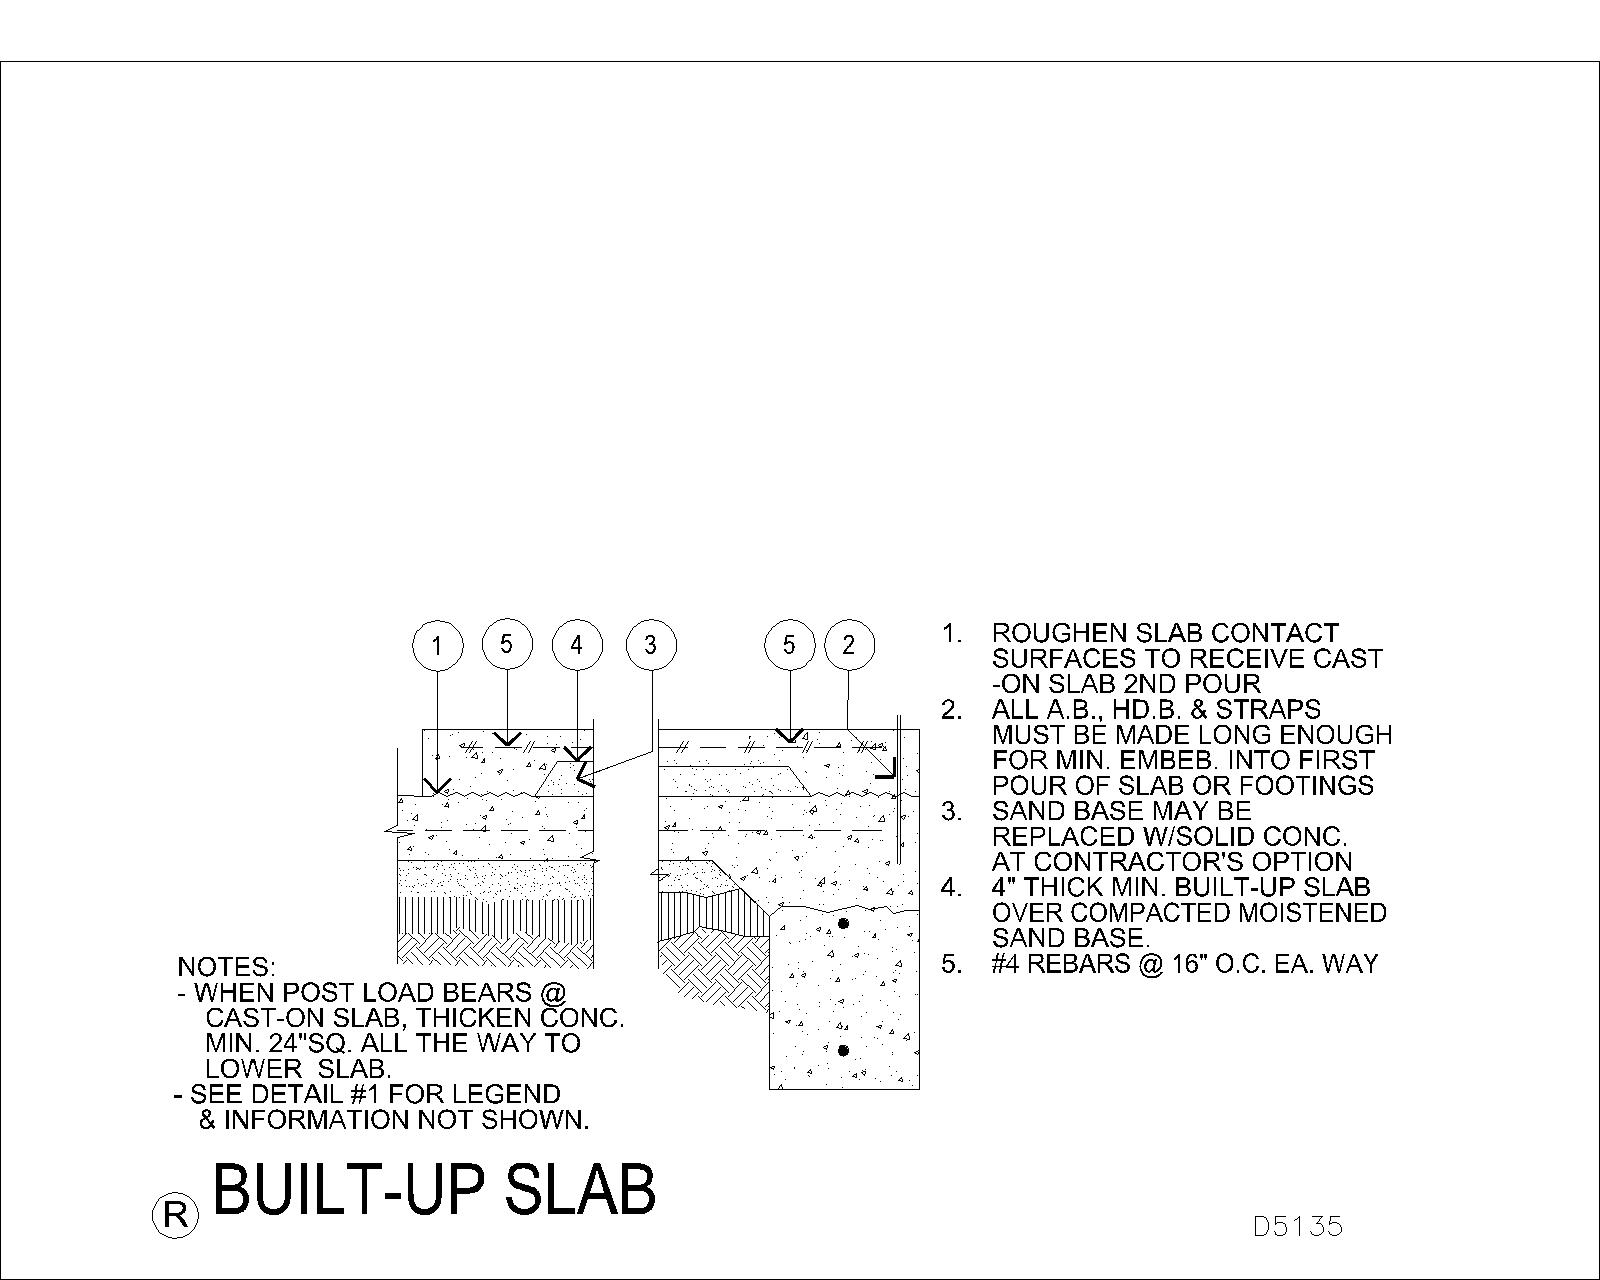 1 5 4 3 5 2
1. ROUGHEN SLAB CONTACT
SURFACES TO RECEIVE CAST
-ON SLAB 2ND POUR
2. ALL A.B., HD.B. & STRAPS
MUST BE MADE LONG ENOUGH
FOR MIN. EMBEB. INTO FIRST
POUR OF SLAB OR FOOTINGS
3. SAND BASE MAY BE
REPLACED W/SOLID CONC.
AT CONTRACTOR'S OPTION
4. 4" THICK MIN. BUILT-UP SLAB
OVER COMPACTED MOISTENED
SAND BASE.
5. #4 REBARS @ 16" O.C. EA. WAY
NOTES:
- WHEN POST LOAD BEARS @
CAST-ON SLAB, THICKEN CONC.
MIN. 24"SQ. ALL THE WAY TO
LOWER SLAB.
- SEE DETAIL #1 FOR LEGEND
& INFORMATION NOT SHOWN.
R BUILT-UP SLAB
D5135